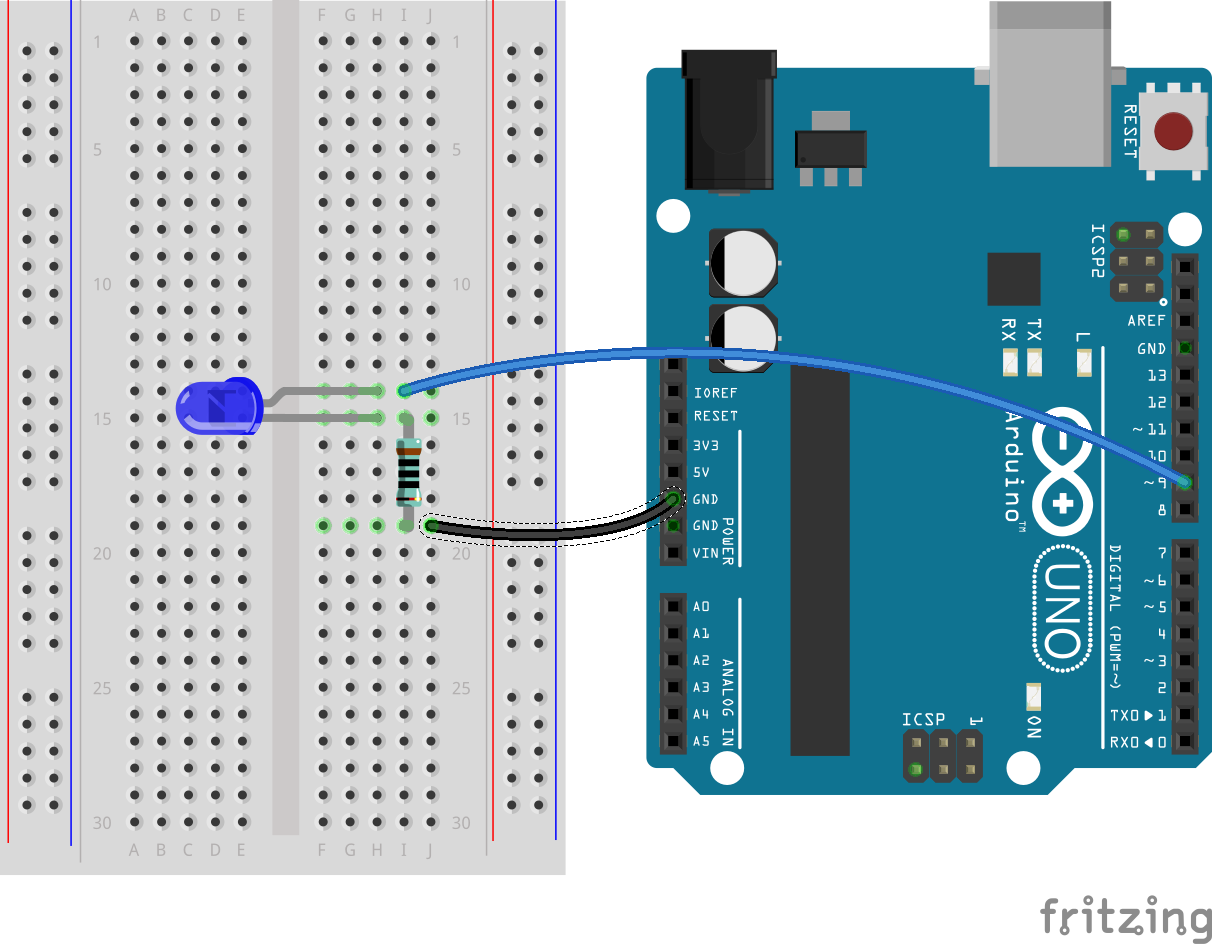 A B C D E F G H I J
1 1
5 5
10 10
15 15
20 20
25 25
30 30
A B C D E F G H I J
RESET
ICSP2
RX TX L
IOREF
RESET
3V3
5V
GND
GND
VIN
POWER
A0
A1
A2
A3
A4
A5
ANALOG IN
AREF
GND
13
12
~11
10
~9
8
7
~6
~5
4
~3
2
TX0▶1
RX0◀0
DIGITAL (PWM=~)
Arduino™
UNO
ON
ICSP 1
fritzing